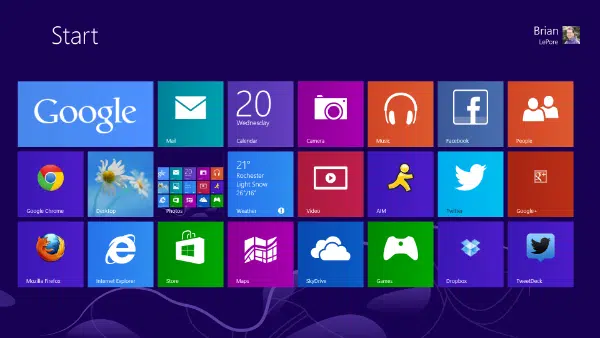 Start
Brian
LePore
Google
Mail
20
Wednesday
Calendar
Camera
Music
Facebook
People
Google Chrome
Desktop
Photos
21°
Rochester
Light Snow
26°/16°
Weather
Video
AIM
Twitter
Google+
Mozilla Firefox
Internet Explorer
Store
Maps
SkyDrive
Games
Dropbox
TweetDeck